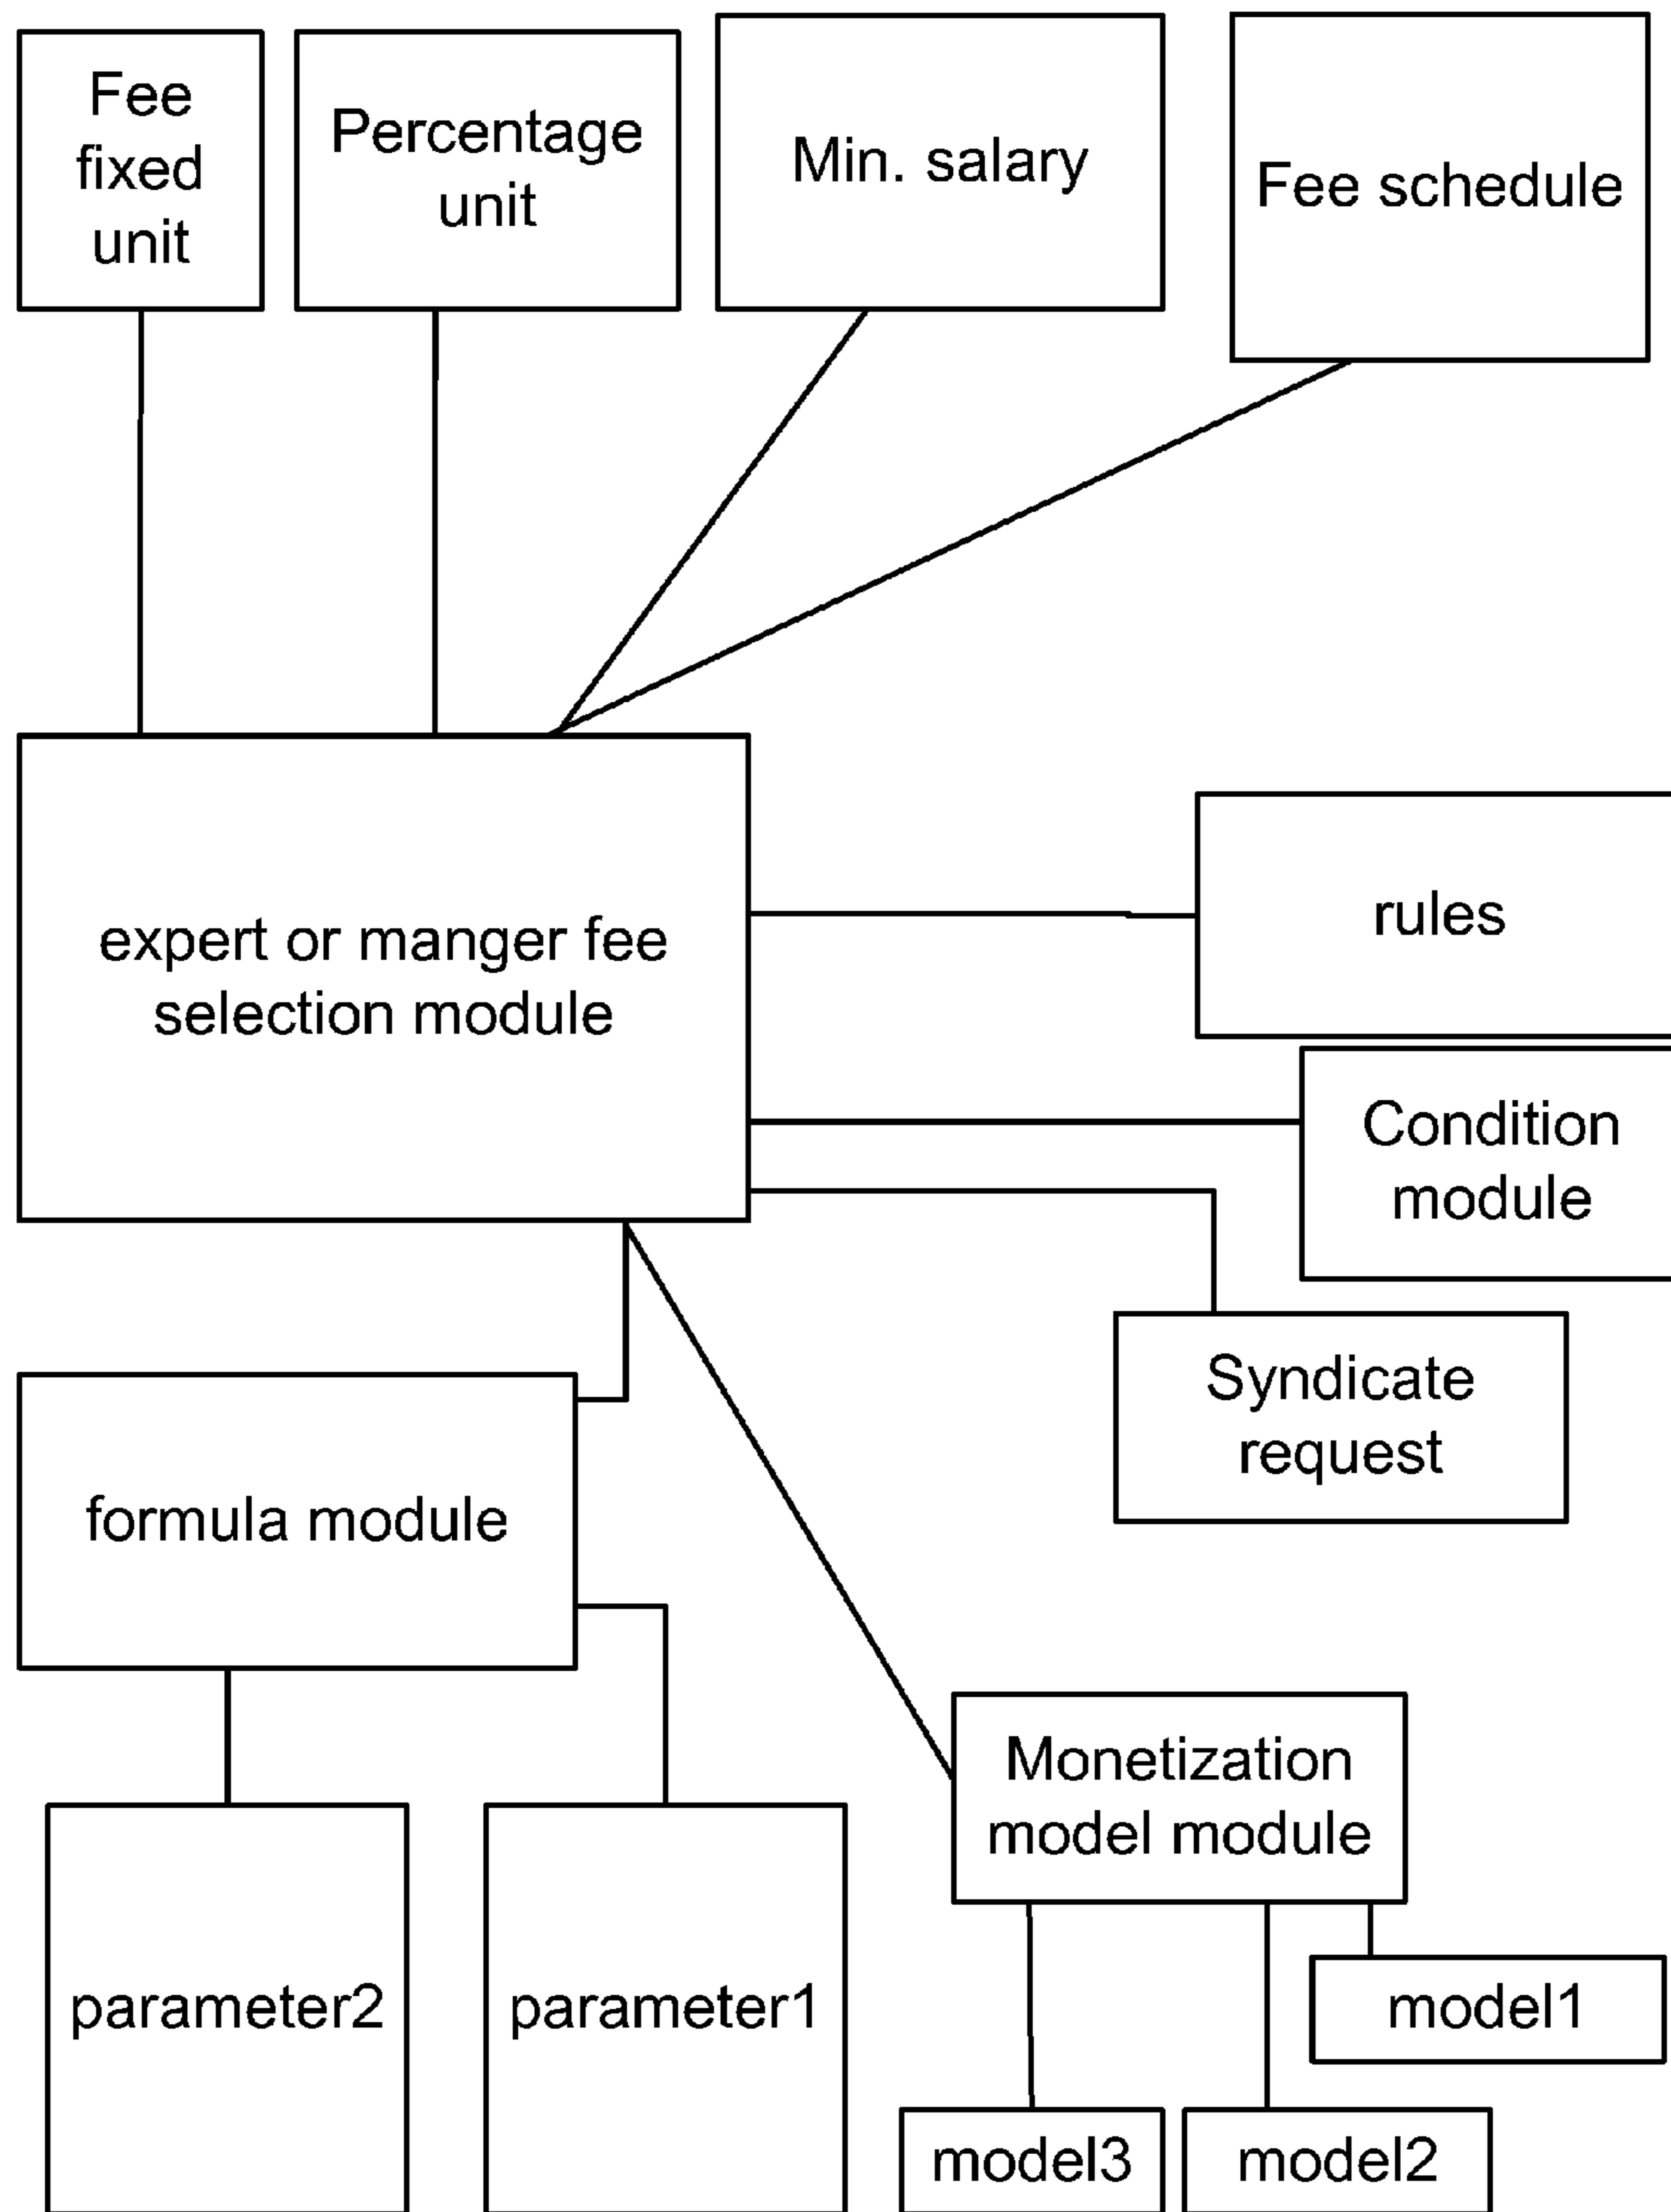 Fee
fixed
unit
Percentage
unit
Min. salary
Fee schedule
expert or manger fee
selection module
rules
Condition
module
Syndicate
request
formula module
Monetization
model module
parameter2
parameter1
model1
model3
model2